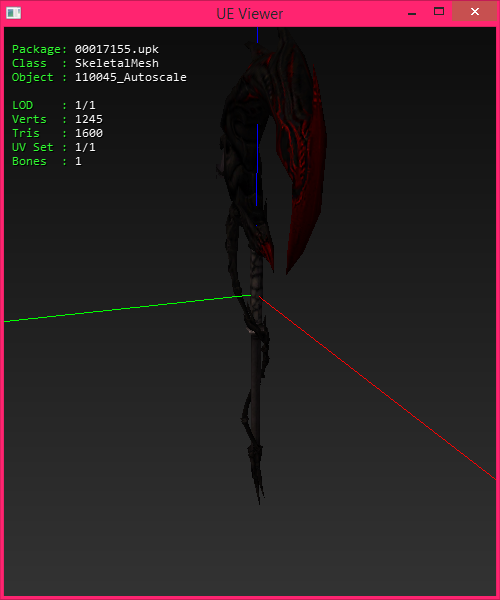 UE Viewer
Package: 00017155.upk
Class  : SkeletalMesh
Object : 110045_Autoscale
LOD    : 1/1
Verts  : 1245
Tris   : 1600
UV Set : 1/1
Bones  : 1